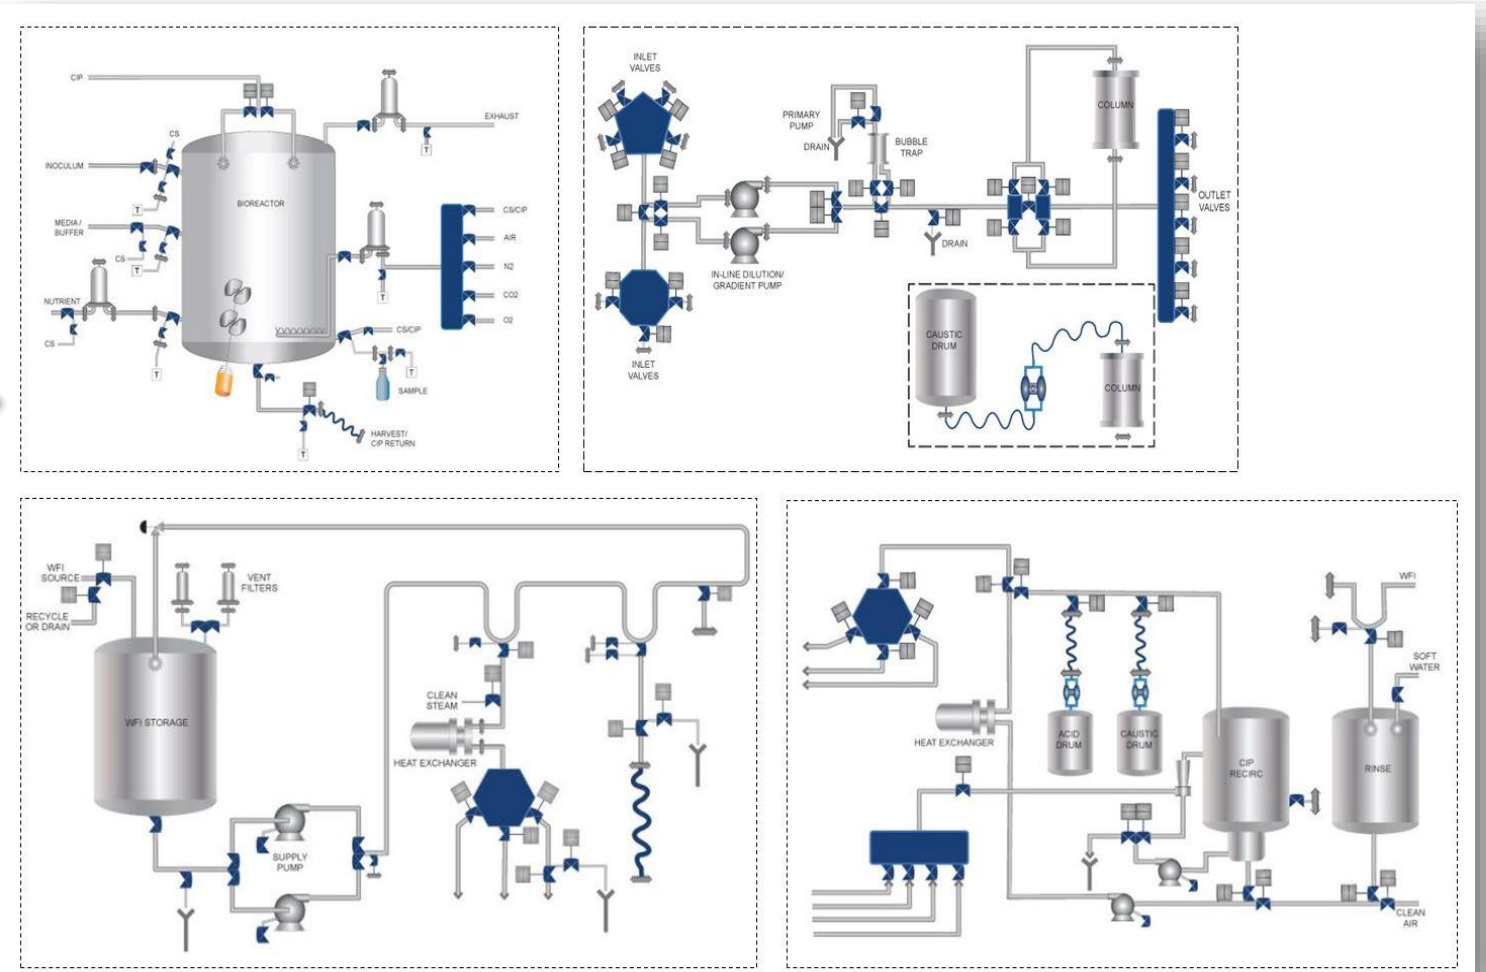 CIP
EXHAUST
CS
INOCULUM
T
T
BIOREACTOR
MEDIA /
BUFFER
CS
T
CS/CIP
AIR
N2
CO2
O2
T
NUTRIENT
CS
T
CS/CIP
T
SAMPLE
HARVEST/
CIP RETURN
T
INLET
VALVES
PRIMARY
PUMP
DRAIN
BUBBLE
TRAP
COLUMN
OUTLET
VALVES
DRAIN
IN-LINE DILUTION/
GRADIENT PUMP
INLET
VALVES
CAUSTIC
DRUM
COLUMN
WFI
SOURCE
RECYCLE
OR DRAIN
VENT
FILTERS
WFI STORAGE
CLEAN
STEAM
HEAT EXCHANGER
SUPPLY
PUMP
WFI
SOFT
WATER
HEAT EXCHANGER
ACID
DRUM
CAUSTIC
DRUM
CIP
RECIRC
RINSE
CLEAN
AIR